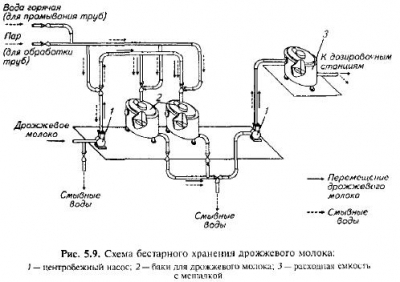 Вода горячая
(для промывания труб)
Пар
(для обработки
труб)
3
К дозировочным
станциям
2
1
1
Дрожжевое
молоко
Смывные
воды
Смывные
воды
Перемещение
дрожжевого
молока
Смывные
воды
Рис. 5.9. Схема бестарного хранения дрожжевого молока:
1 — центробежный насос; 2 — баки для дрожжевого молока; 3 — расходная емкость
с мешалкой